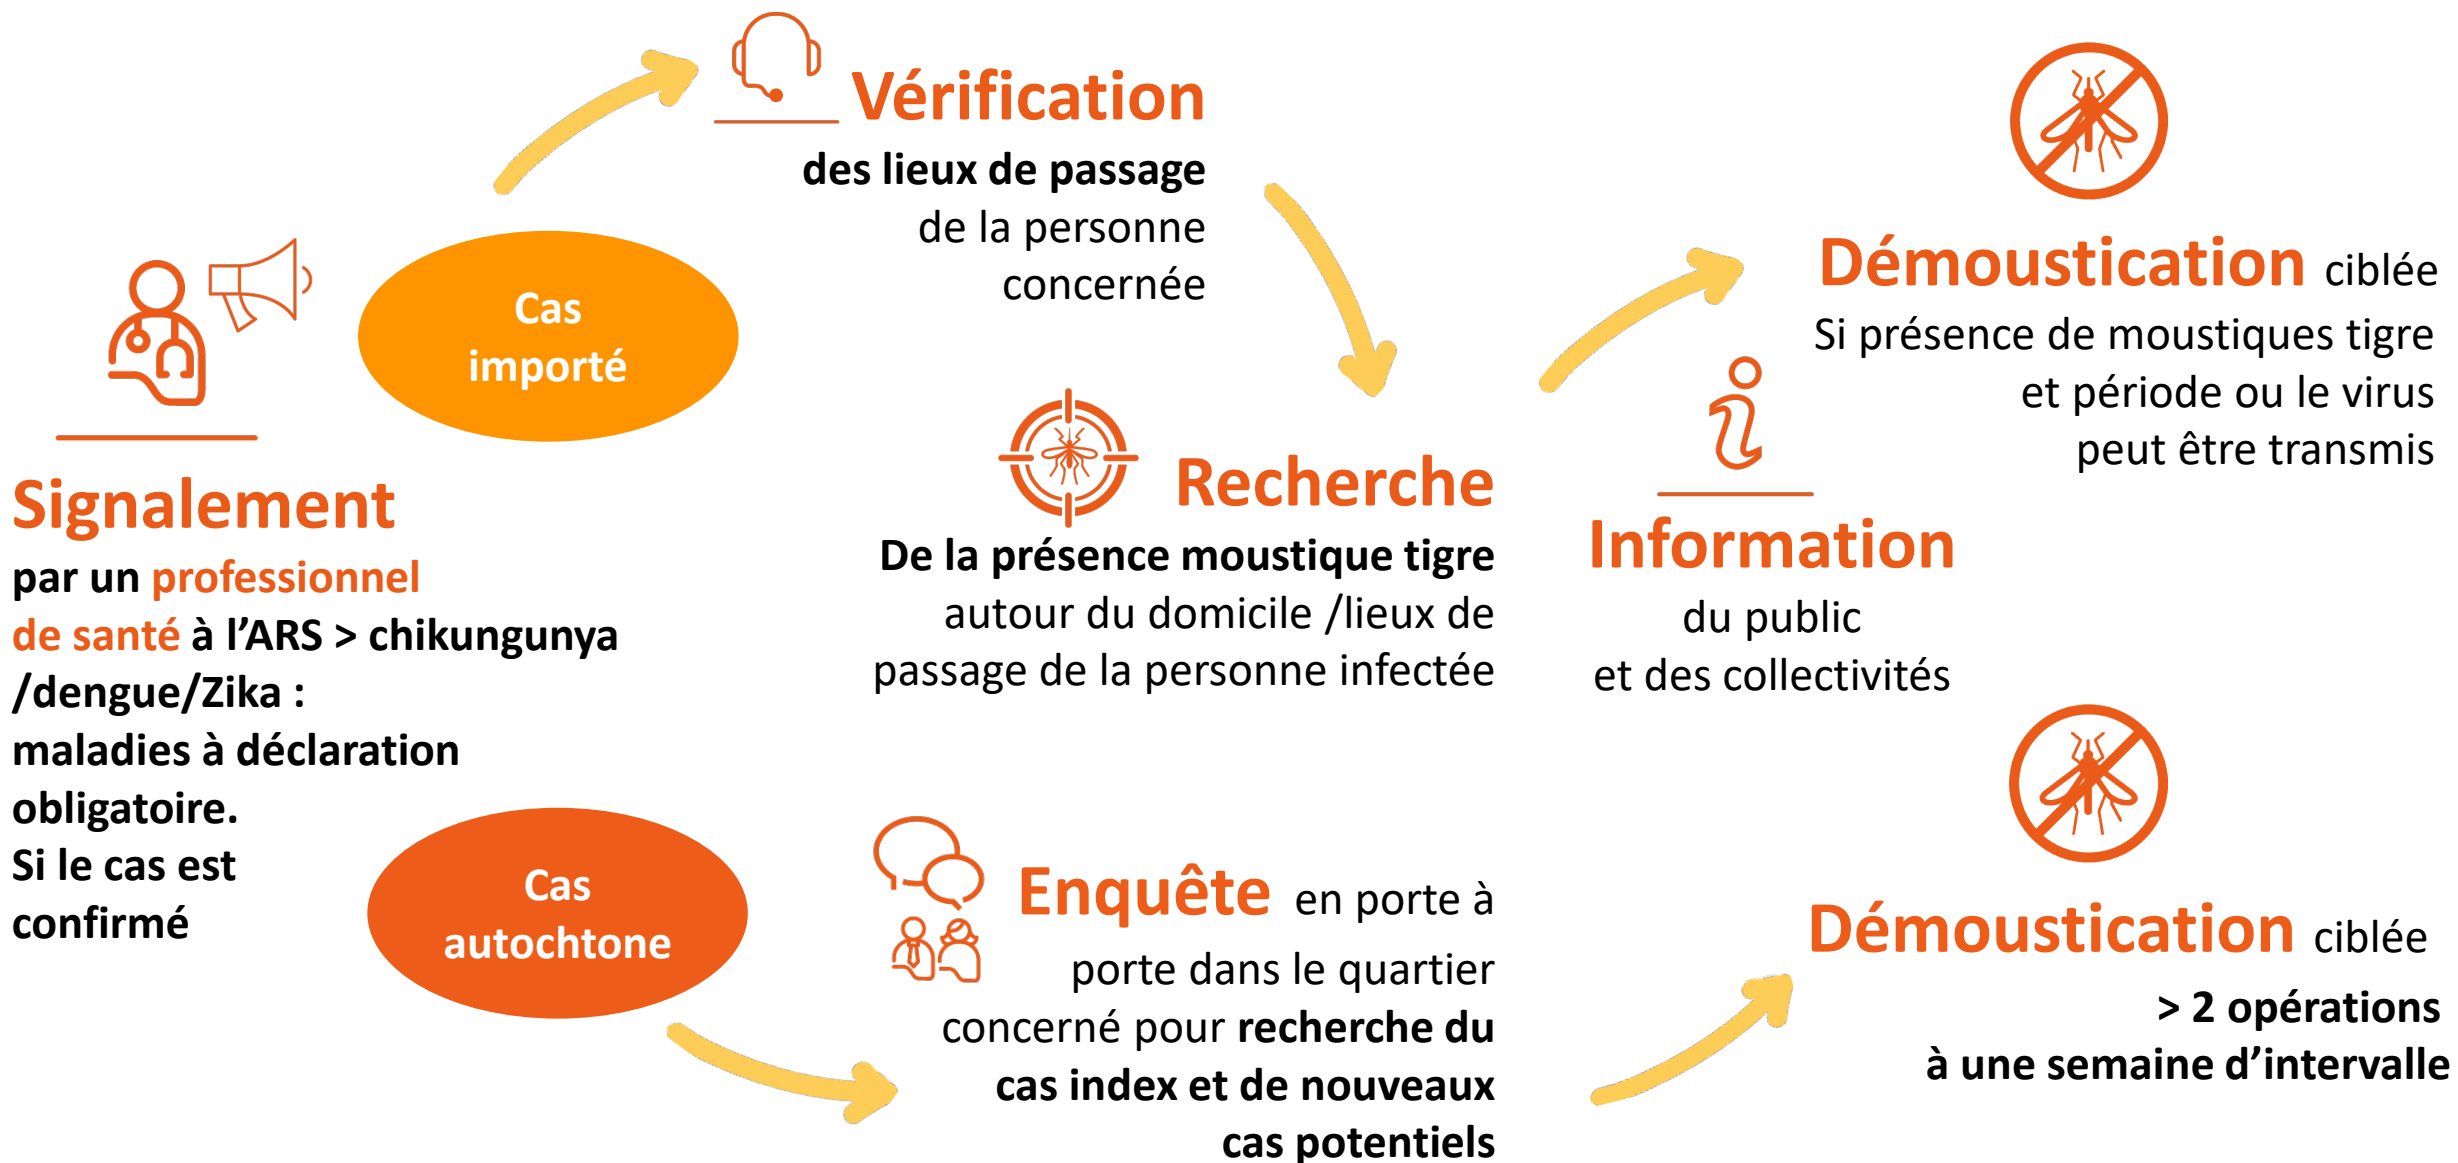 Signalement
par un professionnel
de santé à l’ARS > chikungunya
/dengue/Zika :
maladies à déclaration
obligatoire.
Si le cas est
confirmé
Cas
importé
Vérification
des lieux de passage
de la personne
concernée
Recherche
De la présence moustique tigre
autour du domicile /lieux de
passage de la personne infectée
Démoustication ciblée
Si présence de moustiques tigre
et période ou le virus
peut être transmis
Information
du public
et des collectivités
Cas
autochtone
Enquête en porte à
porte dans le quartier
concerné pour recherche du
cas index et de nouveaux
cas potentiels
Démoustication ciblée
> 2 opérations
à une semaine d’intervalle